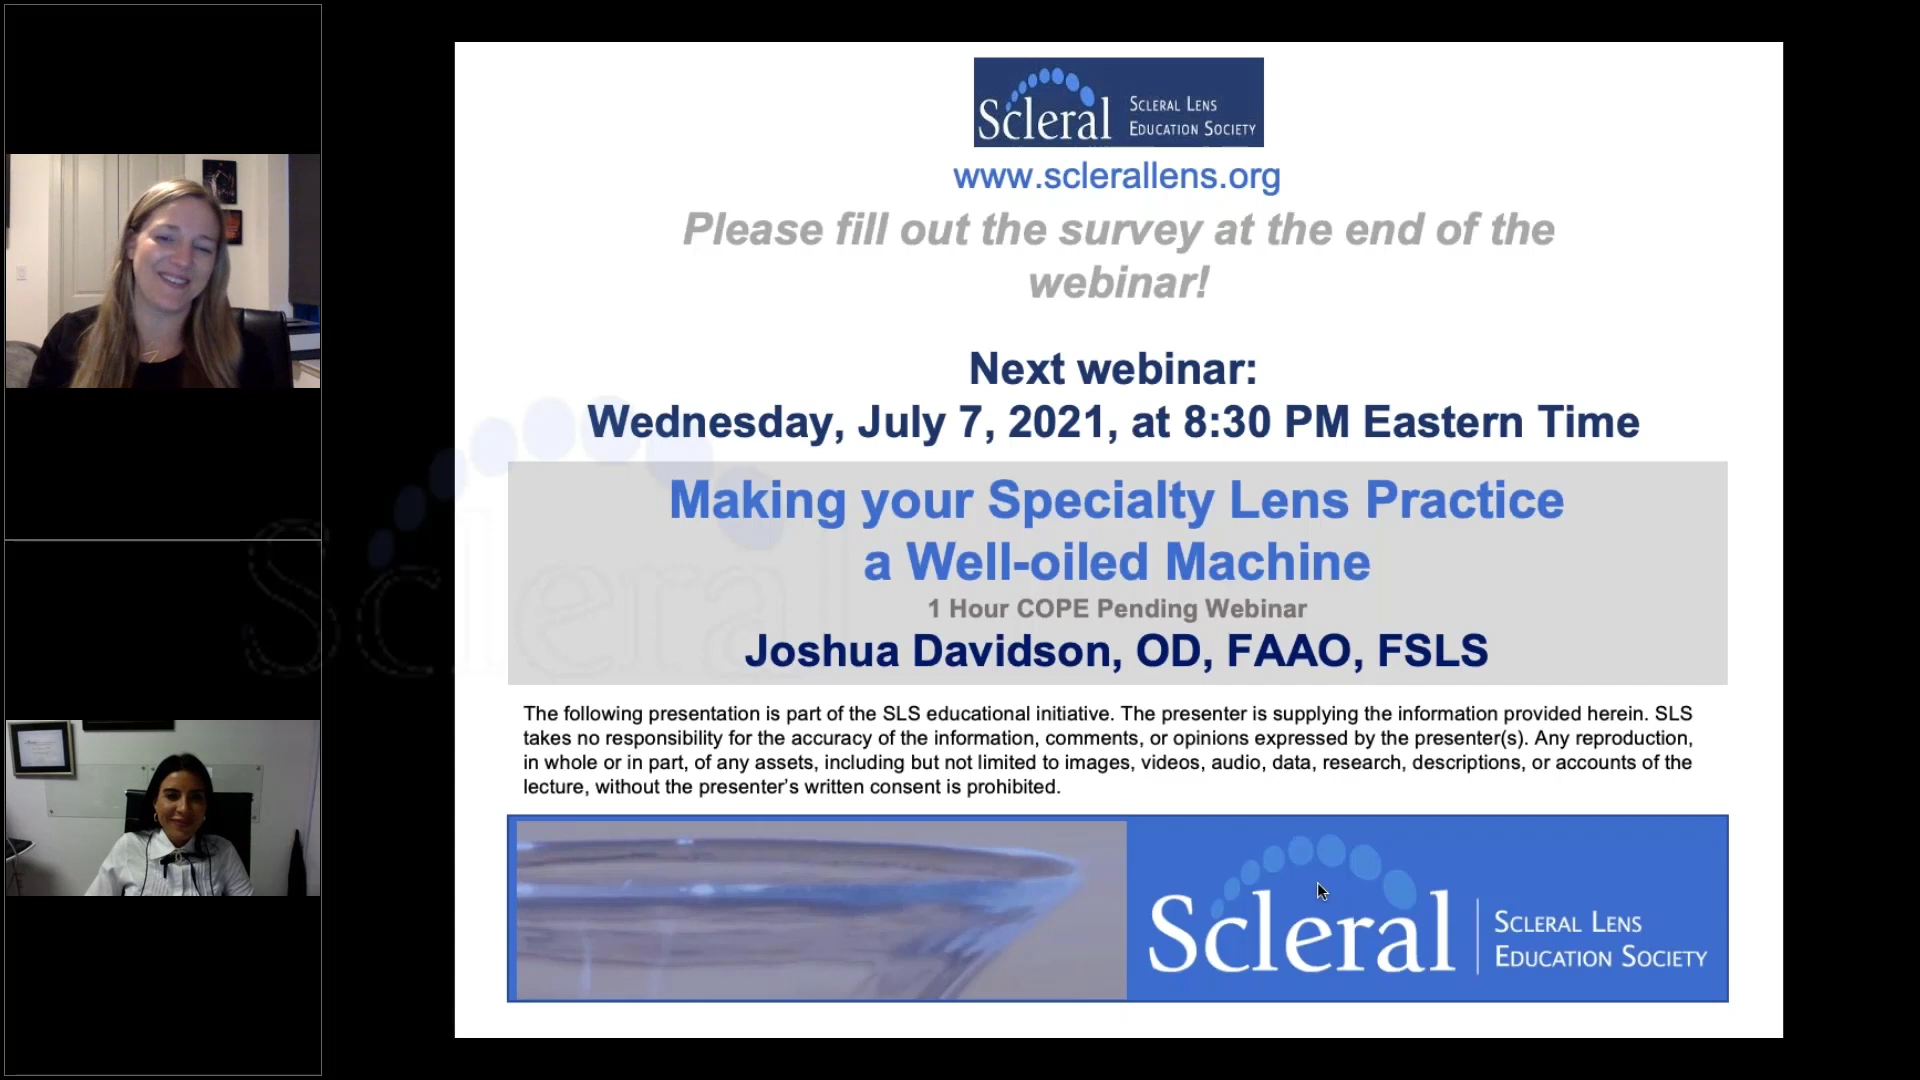 Scleral
SCLERAL LENS
EDUCATION SOCIETY
www.sclerallens.org
Please fill out the survey at the end of the
webinar!
Next webinar:
Wednesday, July 7, 2021, at 8:30 PM Eastern Time
Making your Specialty Lens Practice
a Well-oiled Machine
1 Hour COPE Pending Webinar
Joshua Davidson, OD, FAAO, FSLS
The following presentation is part of the SLS educational initiative. The presenter is supplying the information provided herein. SLS
takes no responsibility for the accuracy of the information, comments, or opinions expressed by the presenter(s). Any reproduction,
in whole or in part, of any assets, including but not limited to images, videos, audio, data, research, descriptions, or accounts of the
lecture, without the presenter’s written consent is prohibited.
Scleral
SCLERAL LENS
EDUCATION SOCIETY
Scleral